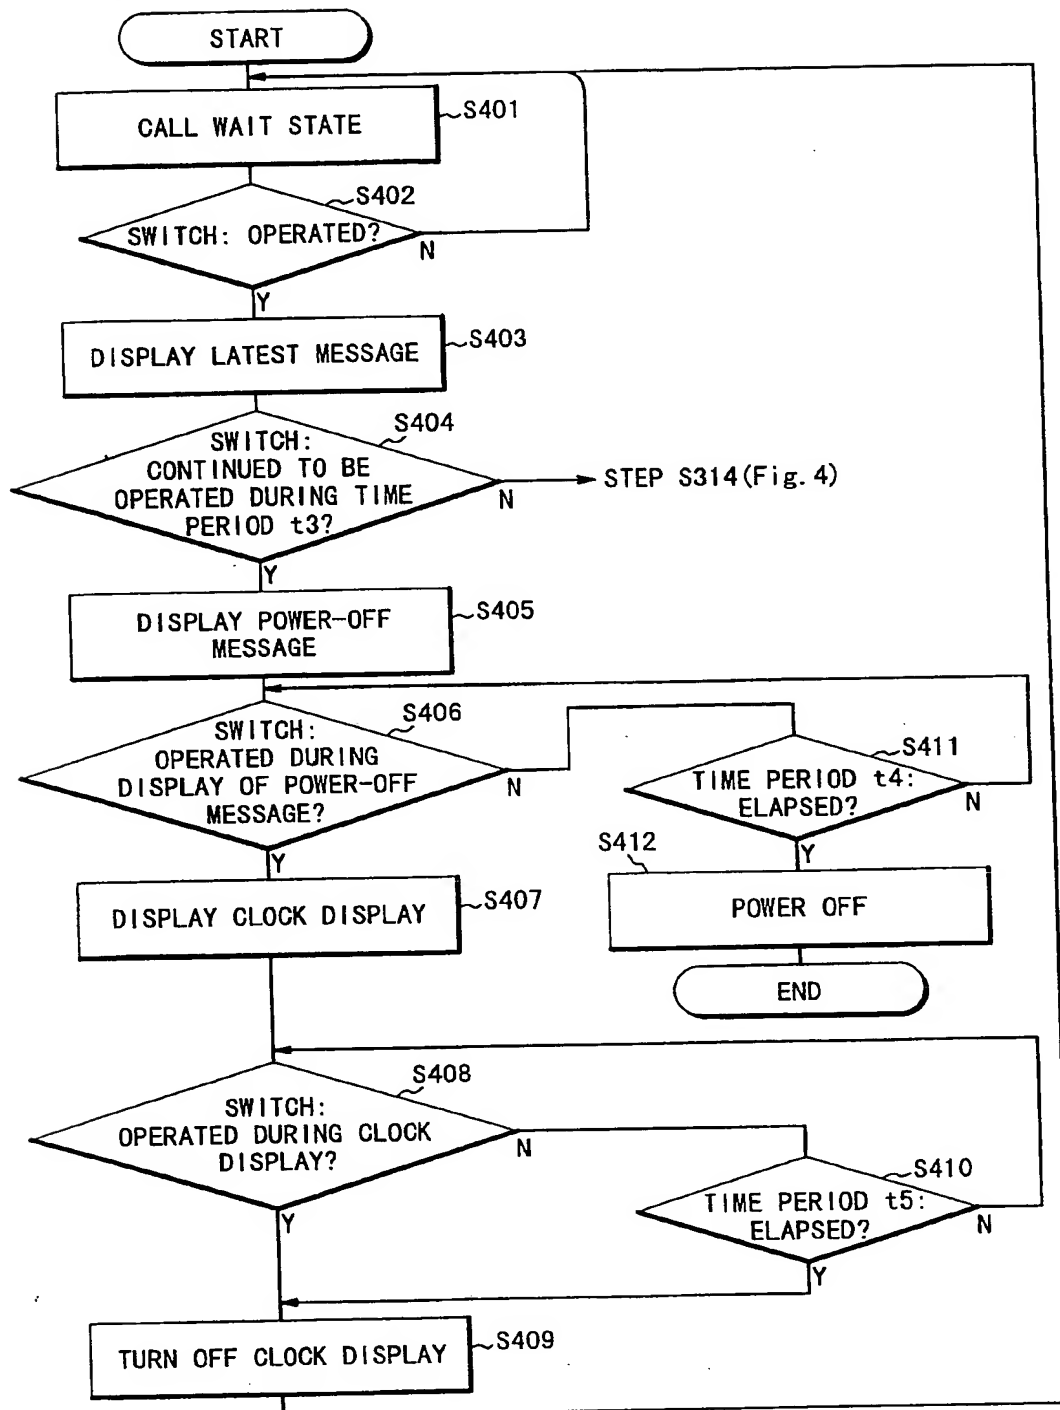 START
CALL WAIT STATE
S401
S402
SWITCH: OPERATED?
N
Y
DISPLAY LATEST MESSAGE
S403
S404
SWITCH:
CONTINUED TO BE
OPERATED DURING TIME
PERIOD t3?
N
STEP S314(Fig. 4)
Y
DISPLAY POWER-OFF
MESSAGE
S405
S406
SWITCH:
OPERATED DURING
DISPLAY OF POWER-OFF
MESSAGE?
N
Y
S411
TIME PERIOD t4:
ELAPSED?
N
Y
S412
POWER OFF
END
DISPLAY CLOCK DISPLAY
S407
S408
SWITCH:
OPERATED DURING CLOCK
DISPLAY?
N
Y
S410
TIME PERIOD t5:
ELAPSED?
N
Y
TURN OFF CLOCK DISPLAY
S409